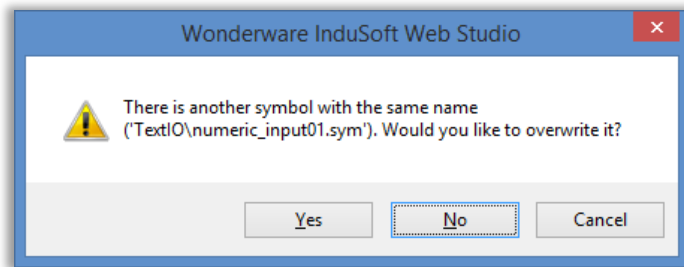 Wonderware InduSoft Web Studio
There is another symbol with the same name
('TextIO\numeric_input01.sym'). Would you like to overwrite it?
Yes No Cancel